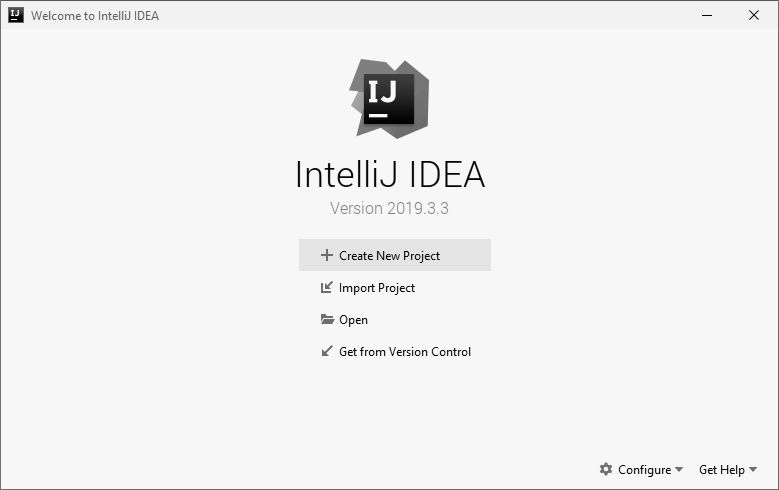 Welcome to IntelliJ IDEA
IJ
IntelliJ IDEA
Version 2019.3.3
Create New Project
Import Project
Open
Get from Version Control
Configure
Get Help